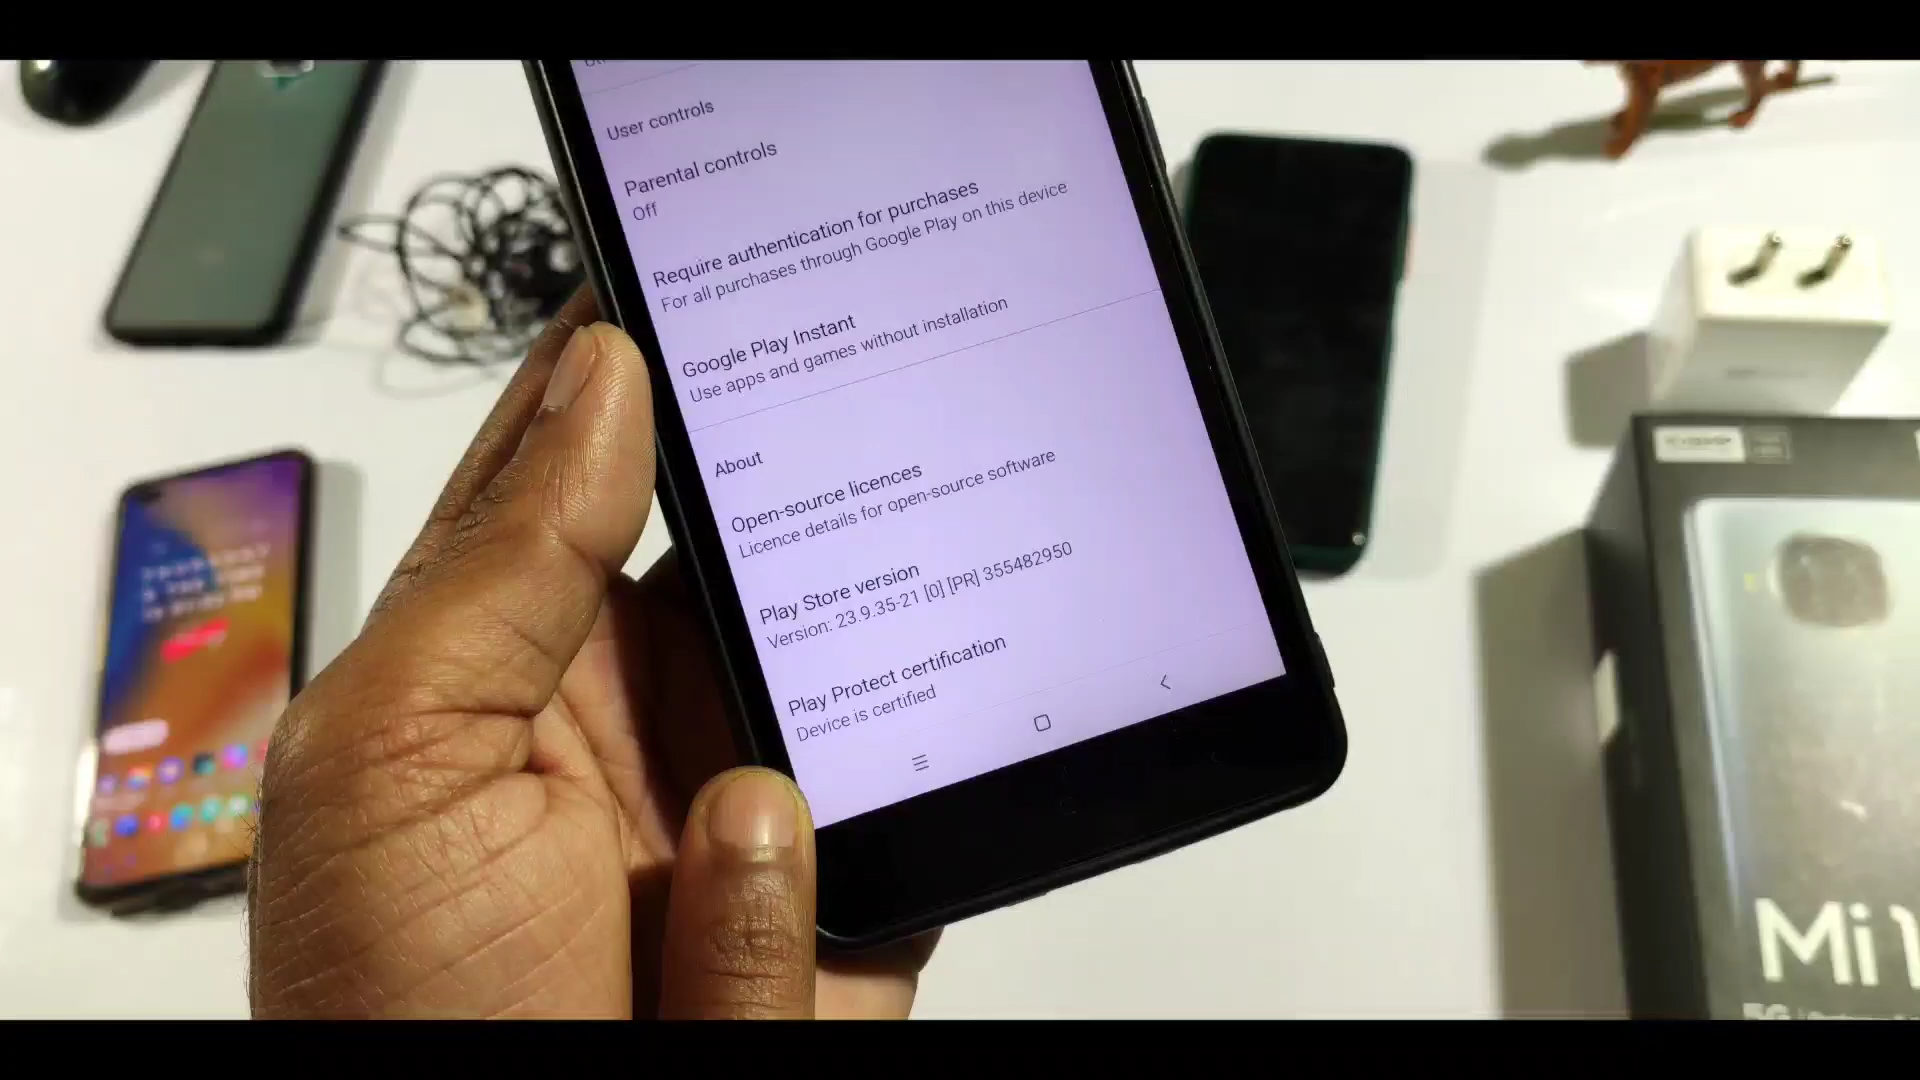 User controls
Parental controls
Off
Require authentication for purchases
For all purchases through Google Play on this device
Google Play Instant
Use apps and games without installation
About
Open-source licences
Licence details for open-source software
Play Store version
Version: 23.9.35-21 [0] [PR] 355482950
Play Protect certification
Device is certified
Mi
5G